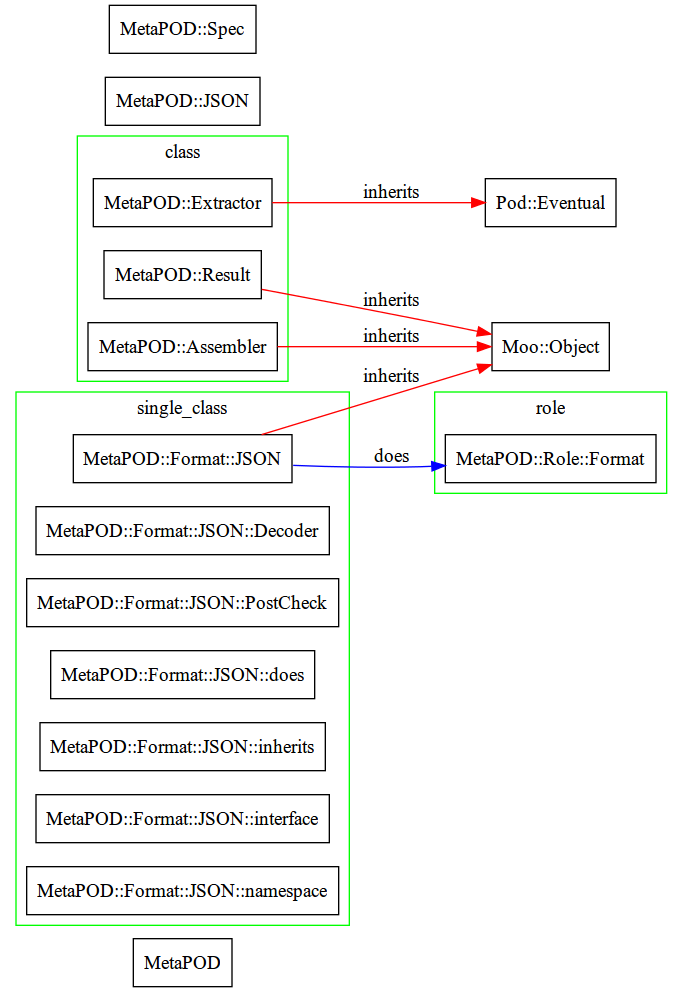 MetaPOD::Spec
MetaPOD::JSON
class
MetaPOD::Extractor
inherits
Pod::Eventual
MetaPOD::Result
inherits
MetaPOD::Assembler
inherits
Moo::Object
inherits
single_class
role
MetaPOD::Format::JSON
does
MetaPOD::Role::Format
MetaPOD::Format::JSON::Decoder
MetaPOD::Format::JSON::PostCheck
MetaPOD::Format::JSON::does
MetaPOD::Format::JSON::inherits
MetaPOD::Format::JSON::interface
MetaPOD::Format::JSON::namespace
MetaPOD